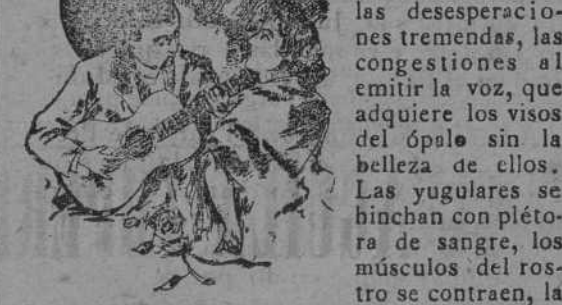 las desesperacio-
nes tremendas, las
congestiones al
emitir la voz, que
adquiere los visos
del ópalo sin la
belleza de ellos.
Las yugulares se
hinchan con pléto-
ra de sangre, los
músculos del ros-
tro se contraen, la